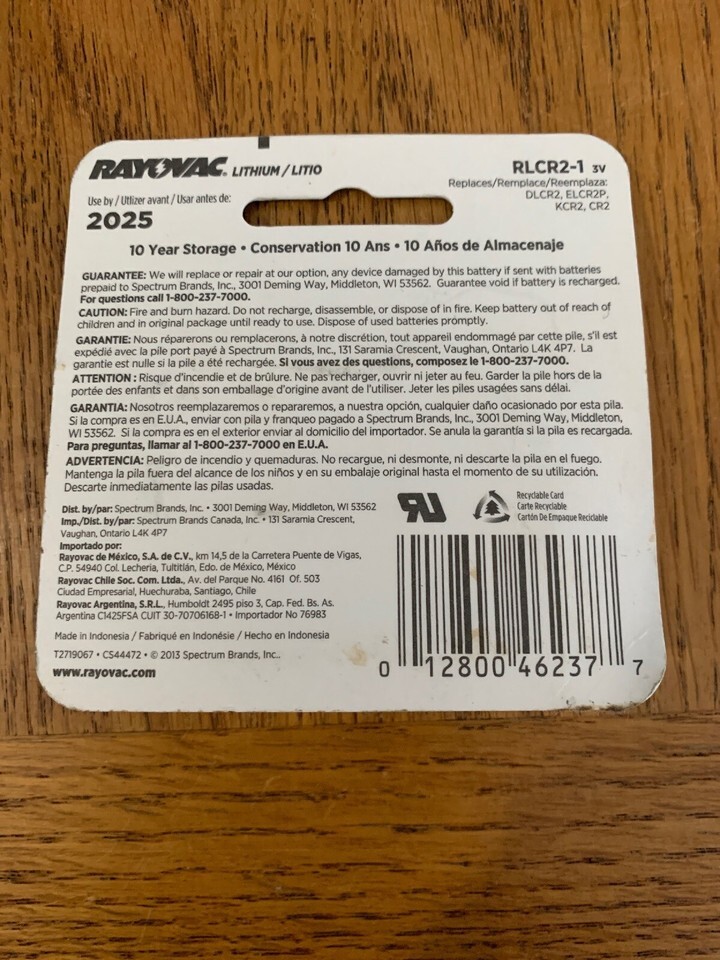 RAYOVAC LITHIUM / LITIO
Use by / Utlizer avant / Usar antes de:
2025
RLCR2-1 3V
Replaces/Remplace/Reemplaza:
DLCR2, ELCR2P,
KCR2, CR2
10 Year Storage • Conservation 10 Ans • 10 Años de Almacenaje
GUARANTEE: We will replace or repair at our option, any device damaged by this battery if sent with batteries
prepaid to Spectrum Brands, Inc., 3001 Deming Way, Middleton, WI 53562. Guarantee void if battery is recharged.
For questions call 1-800-237-7000.
CAUTION: Fire and burn hazard. Do not recharge, disassemble, or dispose of in fire. Keep battery out of reach of
children and in original package until ready to use. Dispose of used batteries promptly.
GARANTIE: Nous réparerons ou remplacerons, à notre discrétion, tout appareil endommagé par cette pile, s'il est
expédié avec la pile port payé à Spectrum Brands, Inc., 131 Saramia Crescent, Vaughan, Ontario L4K 4P7. La
garantie est nulle si la pile a été rechargée. Si vous avez des questions, composez le 1-800-237-7000.
ATTENTION : Risque d'incendie et de brûlure. Ne pas recharger, ouvrir ni jeter au feu. Garder la pile hors de la
portée des enfants et dans son emballage d'origine avant de l'utiliser. Jeter les piles usagées sans délai.
GARANTIA: Nosotros reemplazaremos o repararemos, a nuestra opción, cualquier daño ocasionado por esta pila.
Si la compra es en E.U.A., enviar con pila y franqueo pagado a Spectrum Brands, Inc., 3001 Deming Way, Middleton,
WI 53562. Si la compra es en el exterior enviar al domicilio del importador. Se anula la garantía si la pila es recargada.
Para preguntas, llamar al 1-800-237-7000 en E.U.A.
ADVERTENCIA: Peligro de incendio y quemaduras. No recargue, ni desmonte, ni descarte la pila en el fuego.
Mantenga la pila fuera del alcance de los niños y en su embalaje original hasta el momento de su utilización.
Descarte inmediatamente las pilas usadas.
Dist. by/par: Spectrum Brands, Inc. • 3001 Deming Way, Middleton, WI 53562
Imp./Dist. by/par: Spectrum Brands Canada, Inc. • 131 Saramia Crescent,
Vaughan, Ontario L4K 4P7
Importado por:
Rayovac de México, S.A. de C.V., km 14,5 de la Carretera Puente de Vigas,
C.P. 54940 Col. Lecheria, Tultitlán, Edo. de México, México
Rayovac Chile Soc. Com. Ltda., Av. del Parque No. 4161 Of. 503
Ciudad Empresarial, Huechuraba, Santiago, Chile
Rayovac Argentina, S.R.L., Humboldt 2495 piso 3, Cap. Fed. Bs. As.
Argentina C1425FSA CUIT 30-70706168-1 • Importador No 76983
Made in Indonesia / Fabriqué en Indonésie / Hecho en Indonesia
T2719067 • CS44472 • © 2013 Spectrum Brands, Inc..
www.rayovac.com
RU
Recyclable Card
Carte Recyclable
Cartón De Empaque Reciclable
0 12800 46237 7